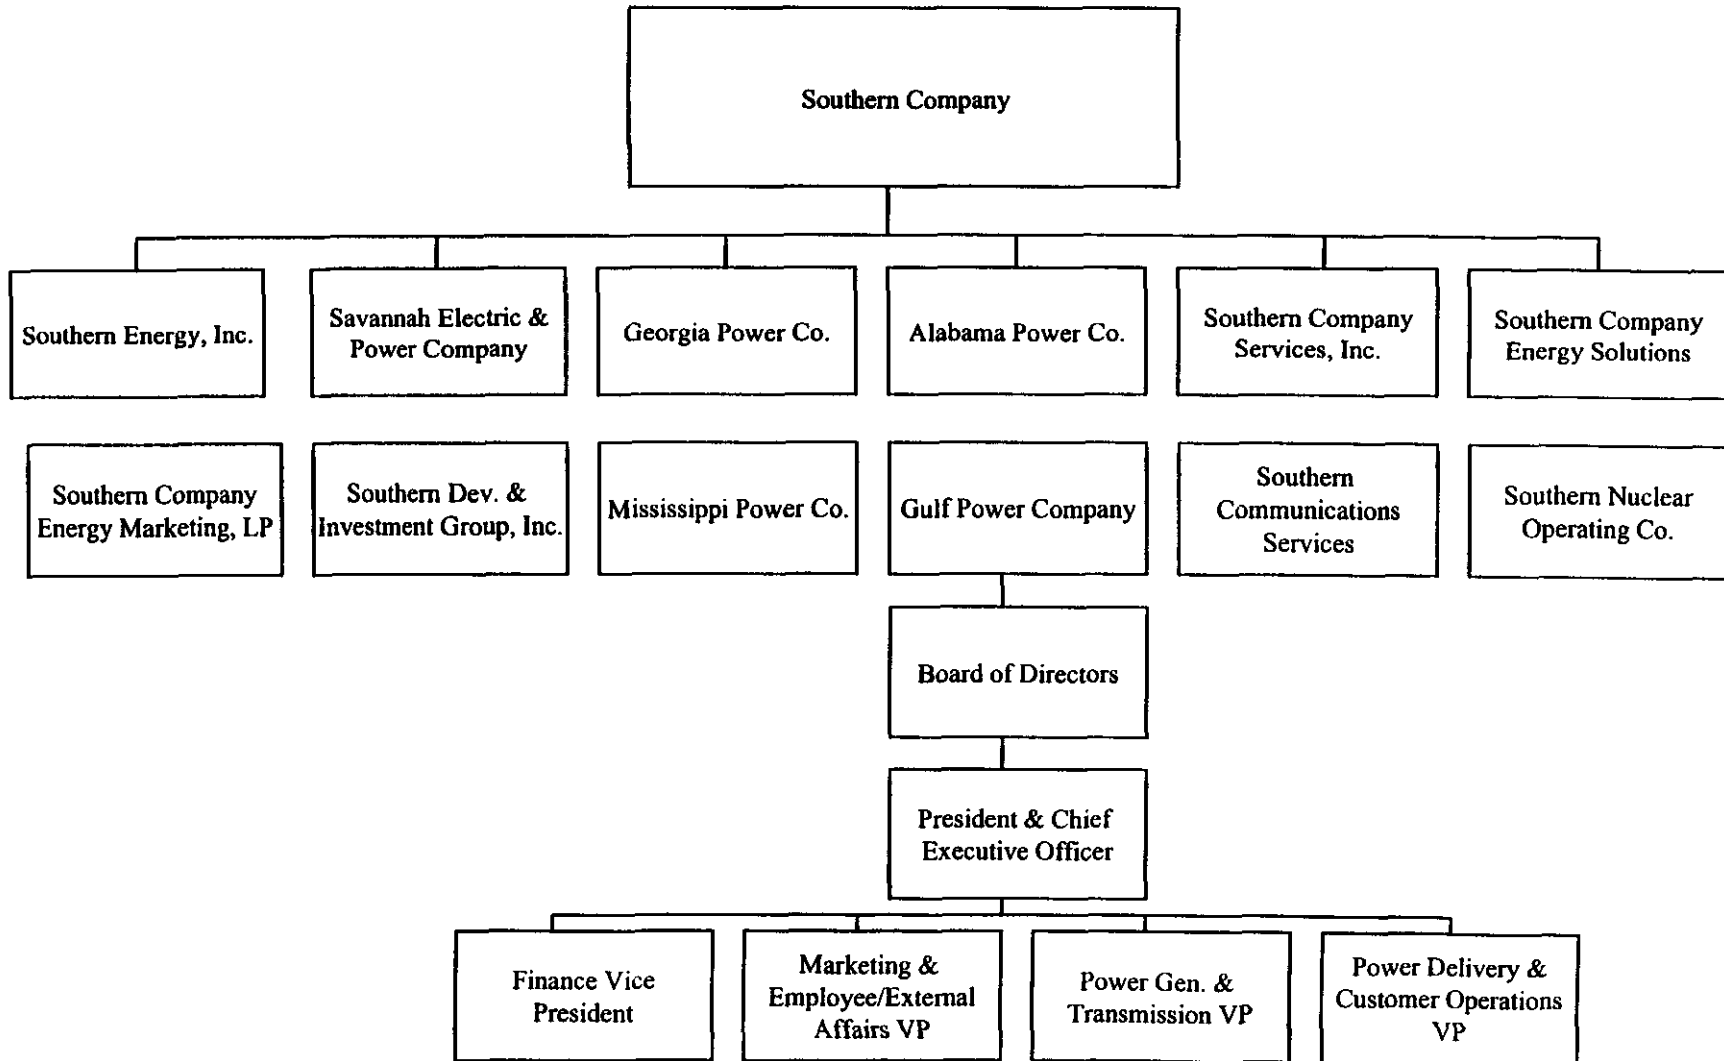 Southern Company
Southern Energy, Inc.
Savannah Electric &
Power Company
Georgia Power Co.
Alabama Power Co.
Southern Company
Services, Inc.
Southern Company
Energy Solutions
Southern Company
Energy Marketing, LP
Southern Dev. &
Investment Group, Inc.
Mississippi Power Co.
Gulf Power Company
Southern
Communications
Services
Southern Nuclear
Operating Co.
Board of Directors
President & Chief
Executive Officer
Finance Vice
President
Marketing &
Employee/External
Affairs VP
Power Gen. &
Transmission VP
Power Delivery &
Customer Operations
VP